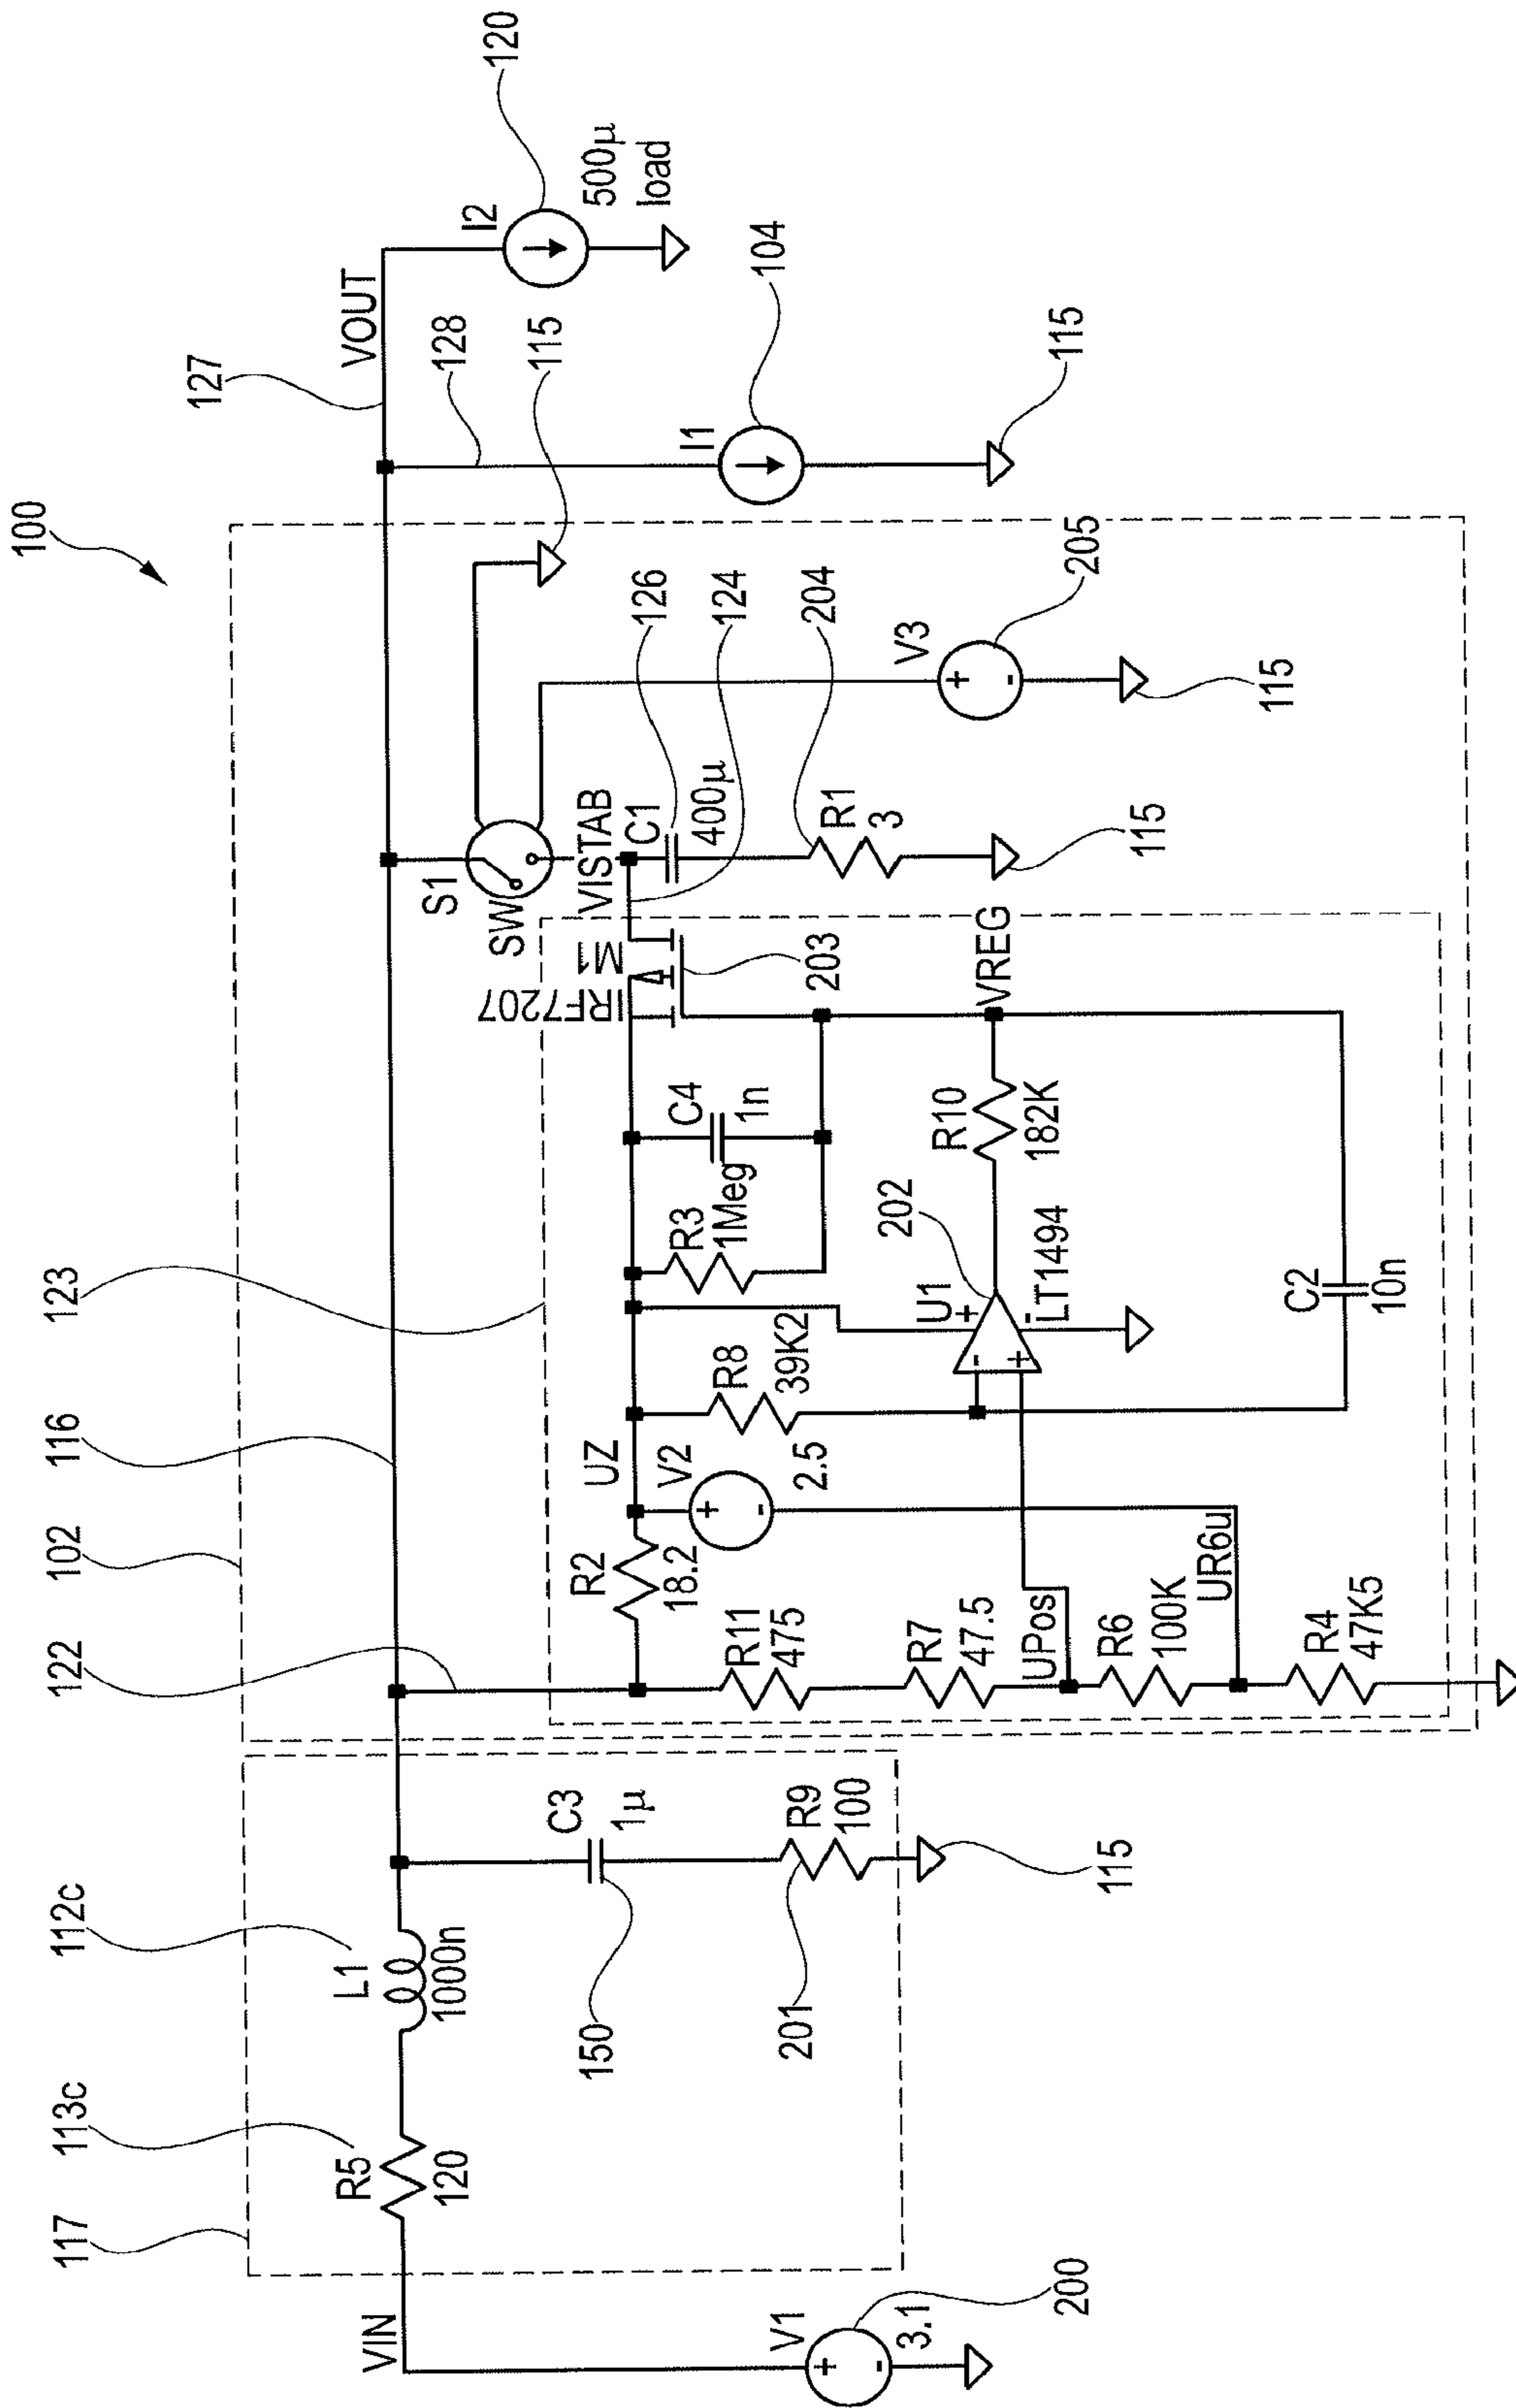 100
117
113c
112c
102
122
116
123
127
120
VIN
R5
120
L1
1000n
VOUT
I2
500µ
load
128
115
104
I1
115
C3
1µ
150
R9
100
201
115
V1
3.1
200
S1
SW
VISTAB
C1
400µ
126
124
204
R1
3
115
V3
205
115
UZ
R2
18.2
V2
2.5
R8
39K2
R3
1Meg
C4
1n
IRF7207
M1
203
R11
475
R7
47.5
UPos
R6
100K
UR6u
R4
47K5
U1
LT1494
202
R10
182K
VREG
C2
10n